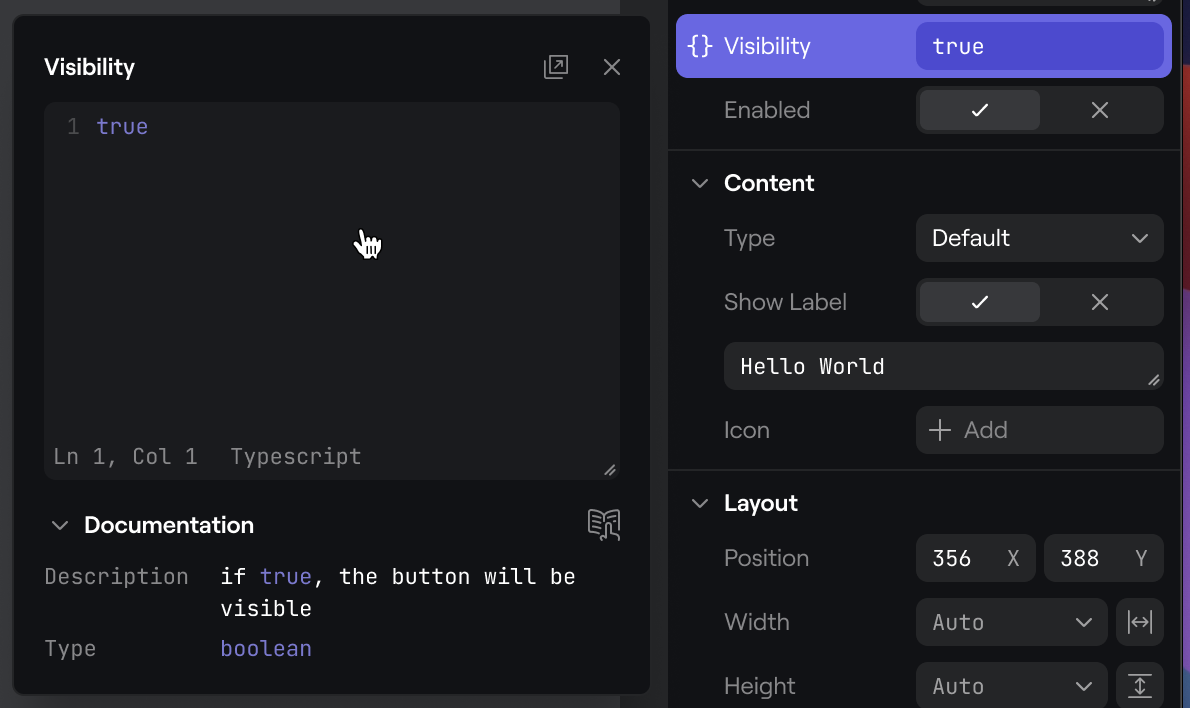 Visibility
1 true
Ln 1, Col 1 Typescript
Documentation
Description if true, the button will be
visible
Type boolean
{} Visibility true
Enabled
Content
Type Default
Show Label
Hello World
Icon Add
Layout
Position 356 X 388 Y
Width Auto
Height Auto